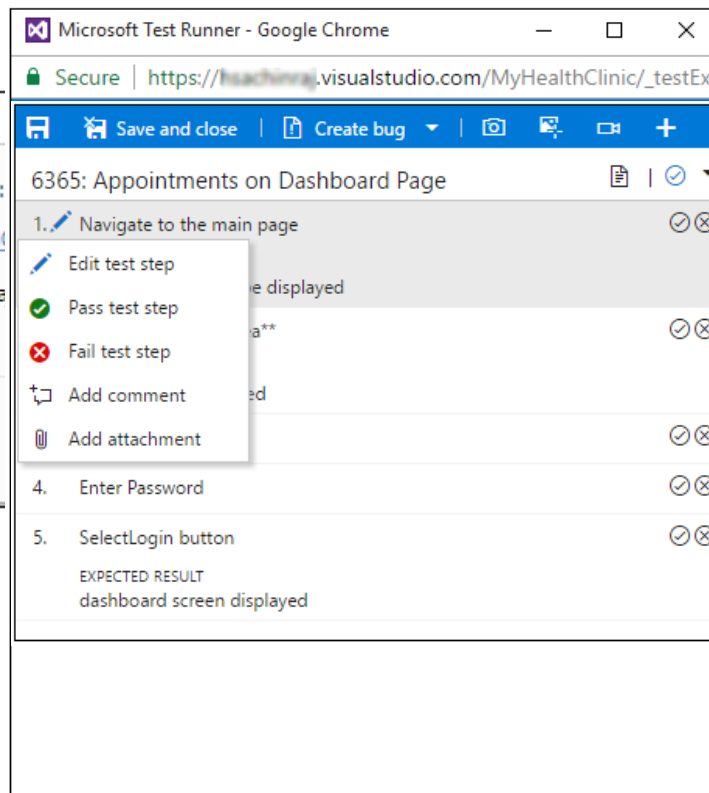 Microsoft Test Runner - Google Chrome
Secure | https:// .visualstudio.com/MyHealthClinic/_testEx
Save and close | Create bug
6365: Appointments on Dashboard Page
1. Navigate to the main page
Edit test step
e displayed
Pass test step
a**
Fail test step
Add comment
ed
Add attachment
4. Enter Password
5. SelectLogin button
EXPECTED RESULT
dashboard screen displayed